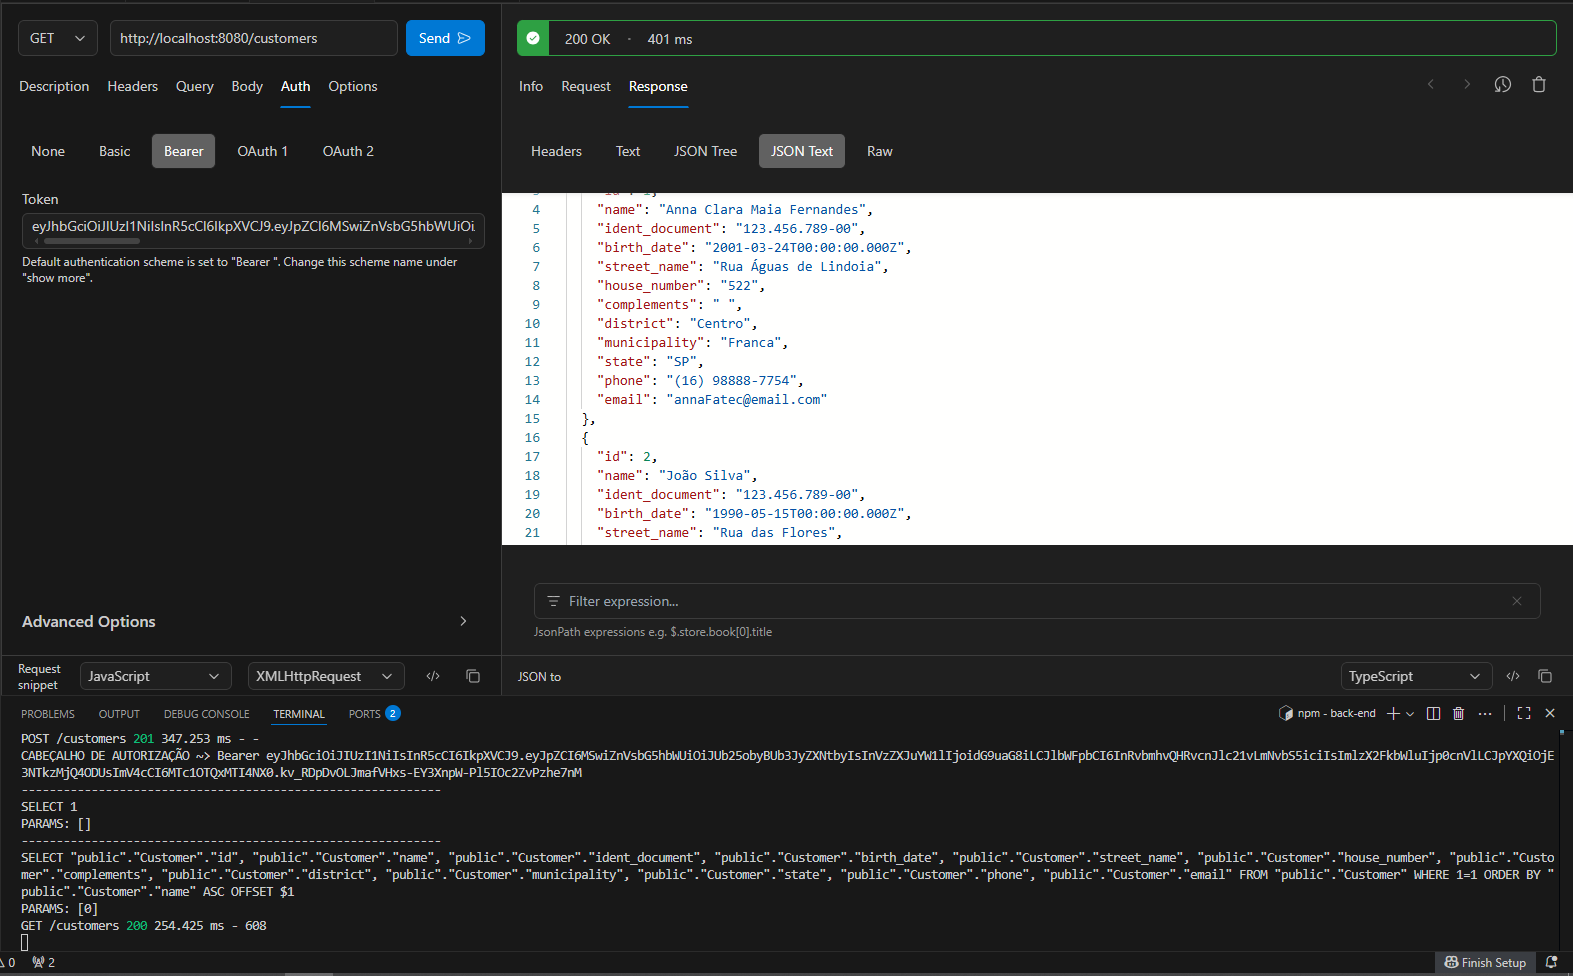 GET
http://localhost:8080/customers
Send
Description Headers Query Body Auth Options
None Basic Bearer OAuth 1 OAuth 2
Token
eyJhbGciOiJIUzI1NiIsInR5cCI6IkpXVCJ9.eyJpZCI6MSwiZnVsbG5hbWUiOi
Default authentication scheme is set to "Bearer ". Change this scheme name under
"show more".
Advanced Options
Request
snippet
JavaScript
XMLHttpRequest
200 OK · 401 ms
Info Request Response
Headers Text JSON Tree JSON Text Raw
4 "name": "Anna Clara Maia Fernandes",
5 "ident_document": "123.456.789-00",
6 "birth_date": "2001-03-24T00:00:00.000Z",
7 "street_name": "Rua Águas de Lindoia",
8 "house_number": "522",
9 "complements": " ",
10 "district": "Centro",
11 "municipality": "Franca",
12 "state": "SP",
13 "phone": "(16) 98888-7754",
14 "email": "annaFatec@email.com"
15 },
16 {
17 "id": 2,
18 "name": "João Silva",
19 "ident_document": "123.456.789-00",
20 "birth_date": "1990-05-15T00:00:00.000Z",
21 "street_name": "Rua das Flores",
Filter expression...
JsonPath expressions e.g. $.store.book[0].title
JSON to
TypeScript
PROBLEMS OUTPUT DEBUG CONSOLE TERMINAL PORTS 2
npm - back-end
POST /customers 201 347.253 ms - -
CABEÇALHO DE AUTORIZAÇÃO ~> Bearer eyJhbGciOiJIUzI1NiIsInR5cCI6IkpXVCJ9.eyJpZCI6MSwiZnVsbG5hbWUiOiJUb25obyBUb3JyZXNtbyIsInVzZXJuYW1lIjoidG9uaG8iLCJlbWFpbCI6InRvbmhvQHRvcnJlc21vLmNvbS5iciIsImlzX2FkbWluIjp0cnVlLCJpYXQiOjE
3NTkzMjQ4ODUsImV4cCI6MTc1OTQxMTI4NX0.kv_RDpDvOLJmafVHxs-EY3XnpW-Pl5IOc2ZvPzhe7nM
--------------------------------------------------------
SELECT 1
PARAMS: []
--------------------------------------------------------
SELECT "public"."Customer"."id", "public"."Customer"."name", "public"."Customer"."ident_document", "public"."Customer"."birth_date", "public"."Customer"."street_name", "public"."Customer"."house_number", "public"."Custo
mer"."complements", "public"."Customer"."district", "public"."Customer"."municipality", "public"."Customer"."state", "public"."Customer"."phone", "public"."Customer"."email" FROM "public"."Customer" WHERE 1=1 ORDER BY "
public"."Customer"."name" ASC OFFSET $1
PARAMS: [0]
GET /customers 200 254.425 ms - 608
0 2
Finish Setup